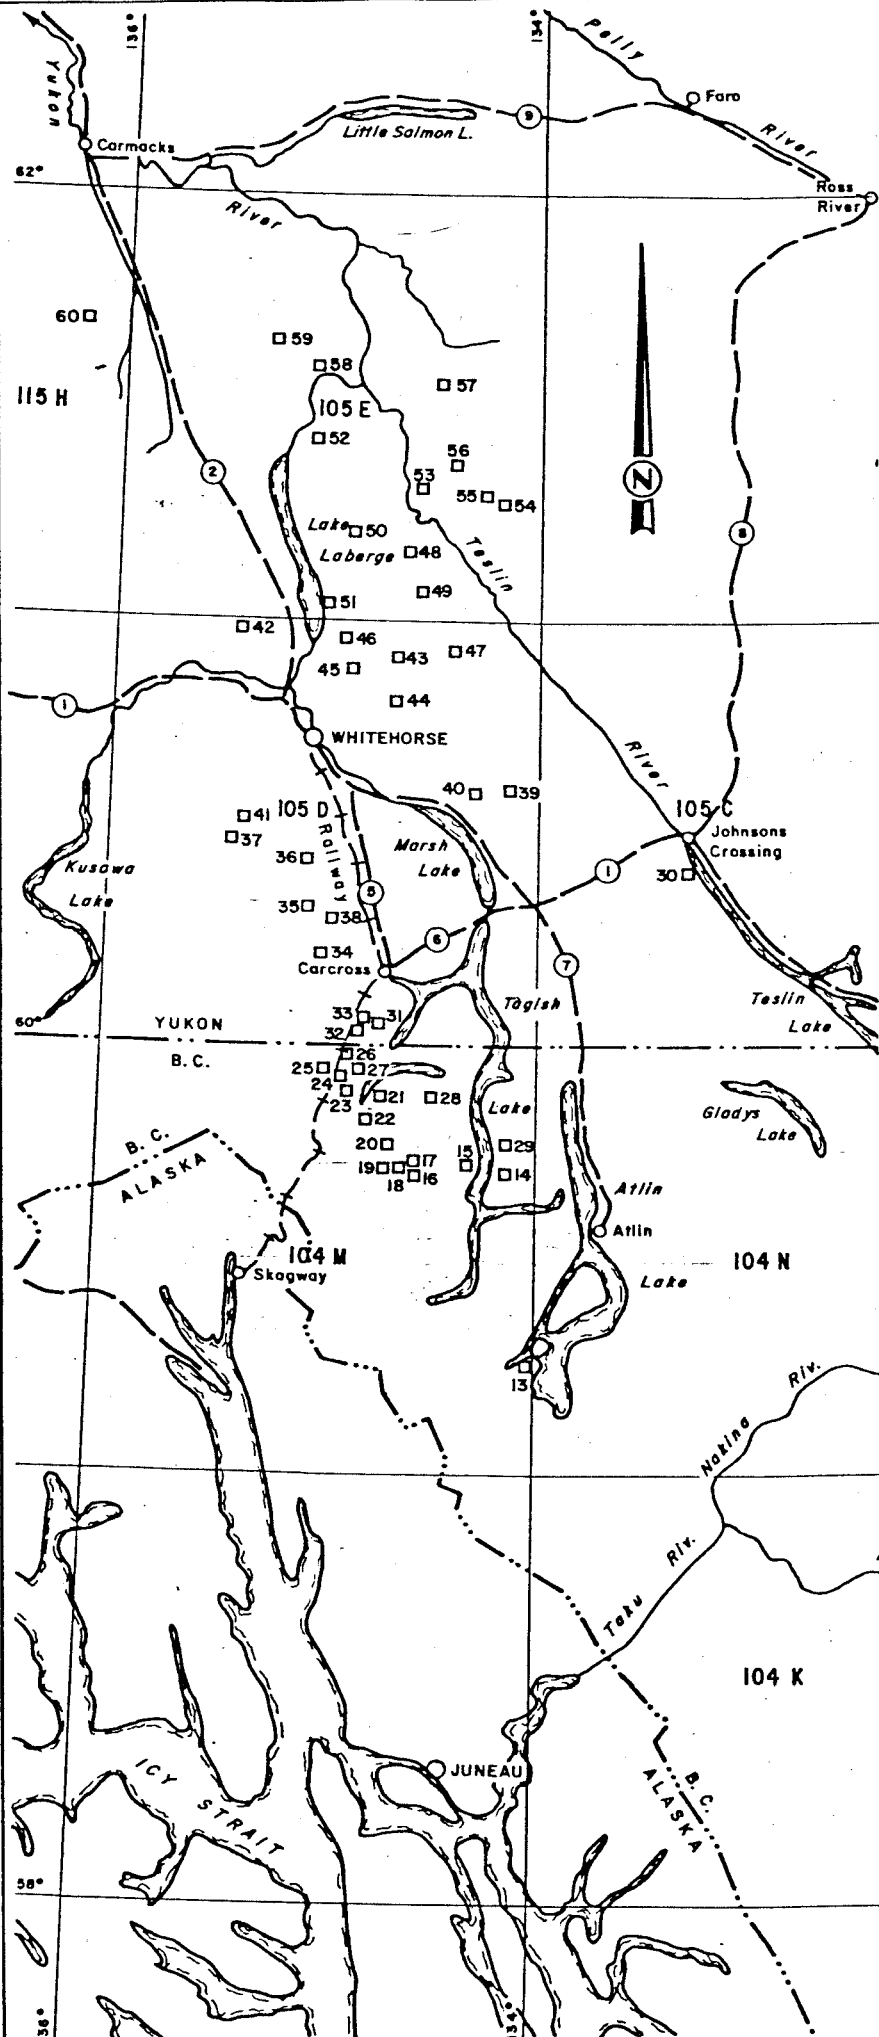 136°
134°
Pelly
Yukon
Faro
9
Carmacks
Little Salmon L.
River
62°
Ross
River
River
60
59
58
57
115 H
105 E
52
56
2
53
55
54
N
Lake
50
Laberge
48
Teslin
8
49
51
42
46
43
47
45
44
1
WHITEHORSE
River
40
39
105 D
105 C
41
37
Johnsons
Crossing
Railway
Marsh
Lake
36
Kusawa
Lake
1
30
5
35
38
6
34
Carcross
7
Tagish
Teslin
Lake
33
31
60°
YUKON
32
B.C.
26
25
27
24
23
21
28
Lake
Gladys
Lake
22
B.C.
ALASKA
20
29
15
17
19
18
16
14
Atlin
Atlin
104 M
104 N
Skagway
Lake
13
Riv.
Nakina
Riv.
Taku
104 K
ICY
STRAIT
JUNEAU
B.C.
ALASKA
58°
36°
134°